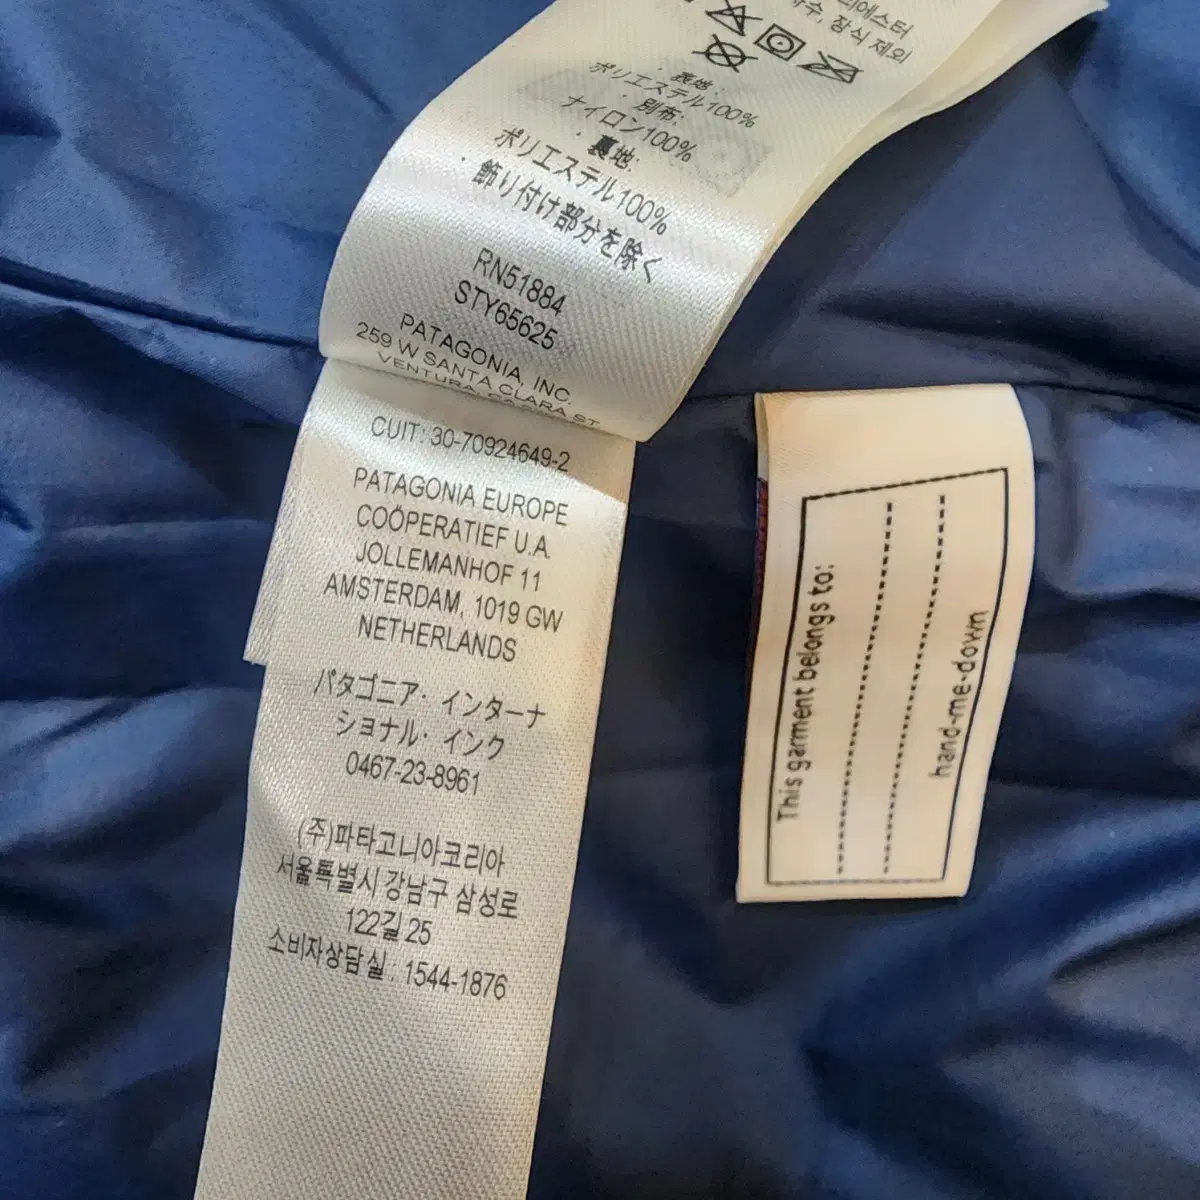 리에스터
수, 장식 제외
・表地:
ポリエステル100%
・別布:
ナイロン100%
・裏地:
ポリエステル100%
・飾り付け部分を除く
RN51884
STY65625
PATAGONIA, INC.
259 W SANTA CLARA ST.
VENTURA
CUIT: 30-70924649-2
PATAGONIA EUROPE
COÖPERATIEF U.A.
JOLLEMANHOF 11
AMSTERDAM, 1019 GW
NETHERLANDS
パタゴニア・インターナ
ショナル・インク
0467-23-8961
(주)파타고니아코리아
서울특별시 강남구 삼성로
122길 25
소비자상담실 : 1544-1876
This garment belongs to:
hand-me-down